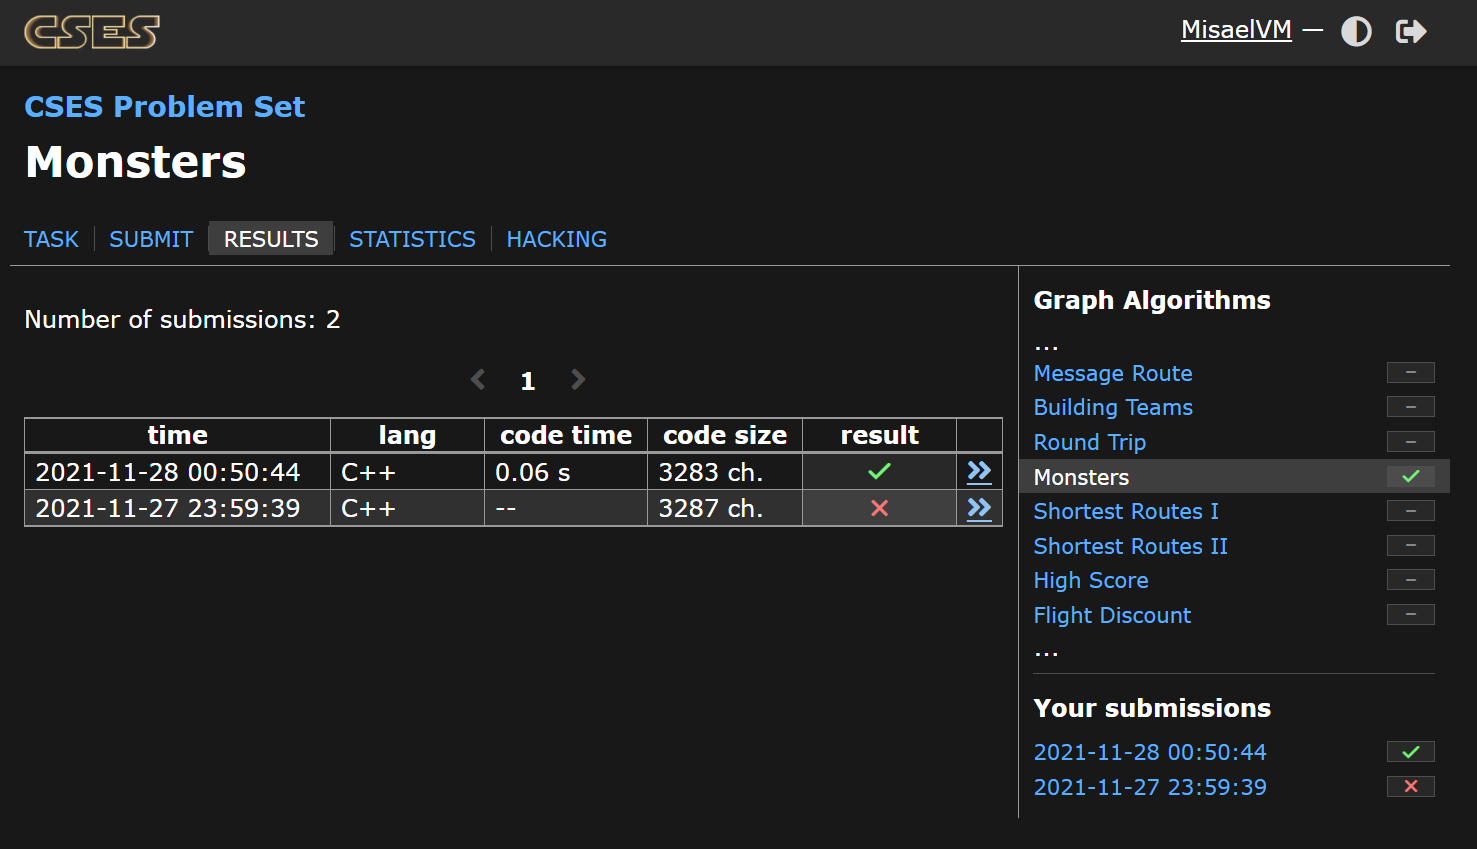 CSES
MisaelVM —
CSES Problem Set
Monsters
TASK SUBMIT RESULTS STATISTICS HACKING
Number of submissions: 2
1
time lang code time code size result
2021-11-28 00:50:44 C++ 0.06 s 3283 ch.
2021-11-27 23:59:39 C++ -- 3287 ch.
Graph Algorithms
...
Message Route –
Building Teams –
Round Trip –
Monsters
Shortest Routes I –
Shortest Routes II –
High Score –
Flight Discount –
...
Your submissions
2021-11-28 00:50:44
2021-11-27 23:59:39